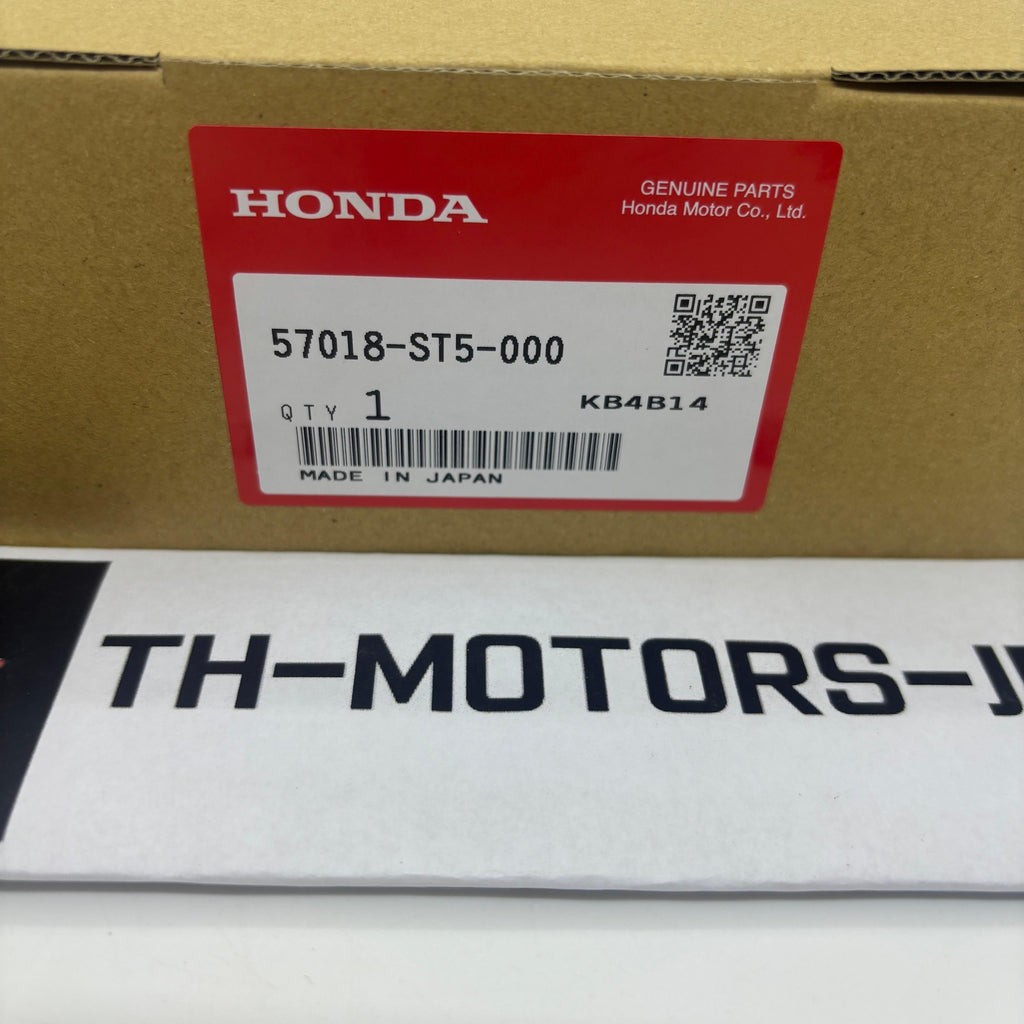 HONDA
GENUINE PARTS
Honda Motor Co., Ltd.
57018-ST5-000
QTY 1
KB4B14
MADE IN JAPAN
TH-MOTORS-J